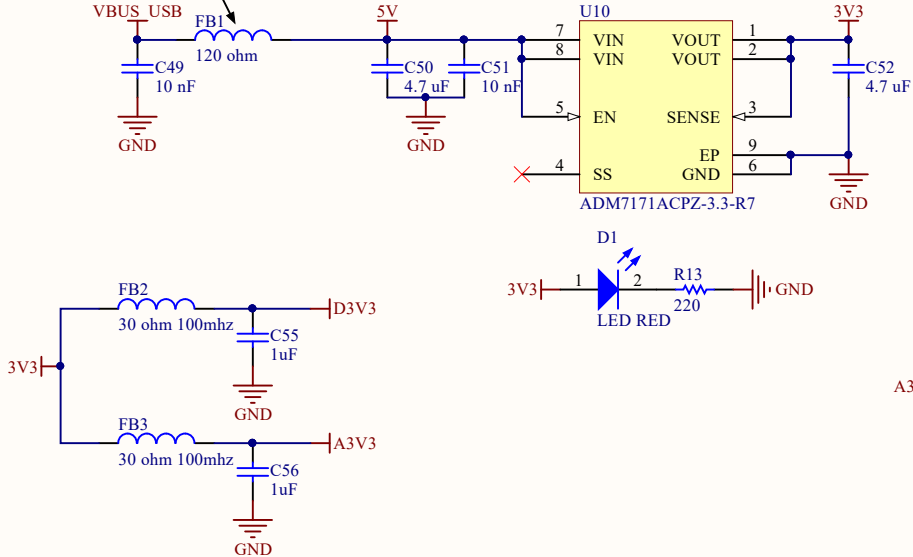 VBUS_USB
FB1
120 ohm
5V
U10
3V3
C49
10 nF
C50
4.7 uF
C51
10 nF
7
8
5
4
VIN
VIN
EN
SS
VOUT
VOUT
SENSE
EP
GND
1
2
3
9
6
C52
4.7 uF
GND
GND
GND
ADM7171ACPZ-3.3-R7
D1
3V3
1
2
R13
220
GND
LED RED
FB2
30 ohm 100mhz
D3V3
C55
1uF
3V3
GND
A3
FB3
30 ohm 100mhz
A3V3
C56
1uF
GND